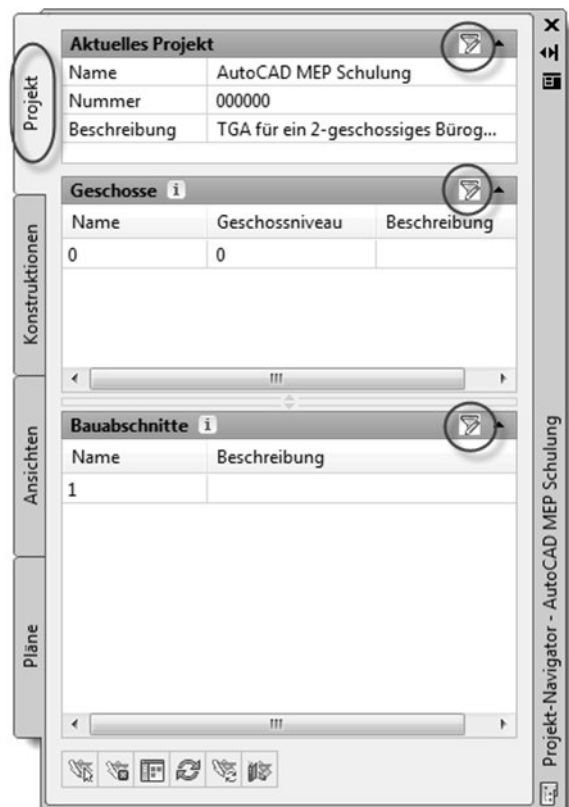 Aktuelles Projekt
Name AutoCAD MEP Schulung
Nummer 000000
Beschreibung TGA für ein 2-geschossiges Bürog...
Geschosse i
Name Geschossniveau Beschreibung
0 0
Bauabschnitte i
Name Beschreibung
1
Projekt
Konstruktionen
Ansichten
Pläne
Projekt-Navigator - AutoCAD MEP Schulung